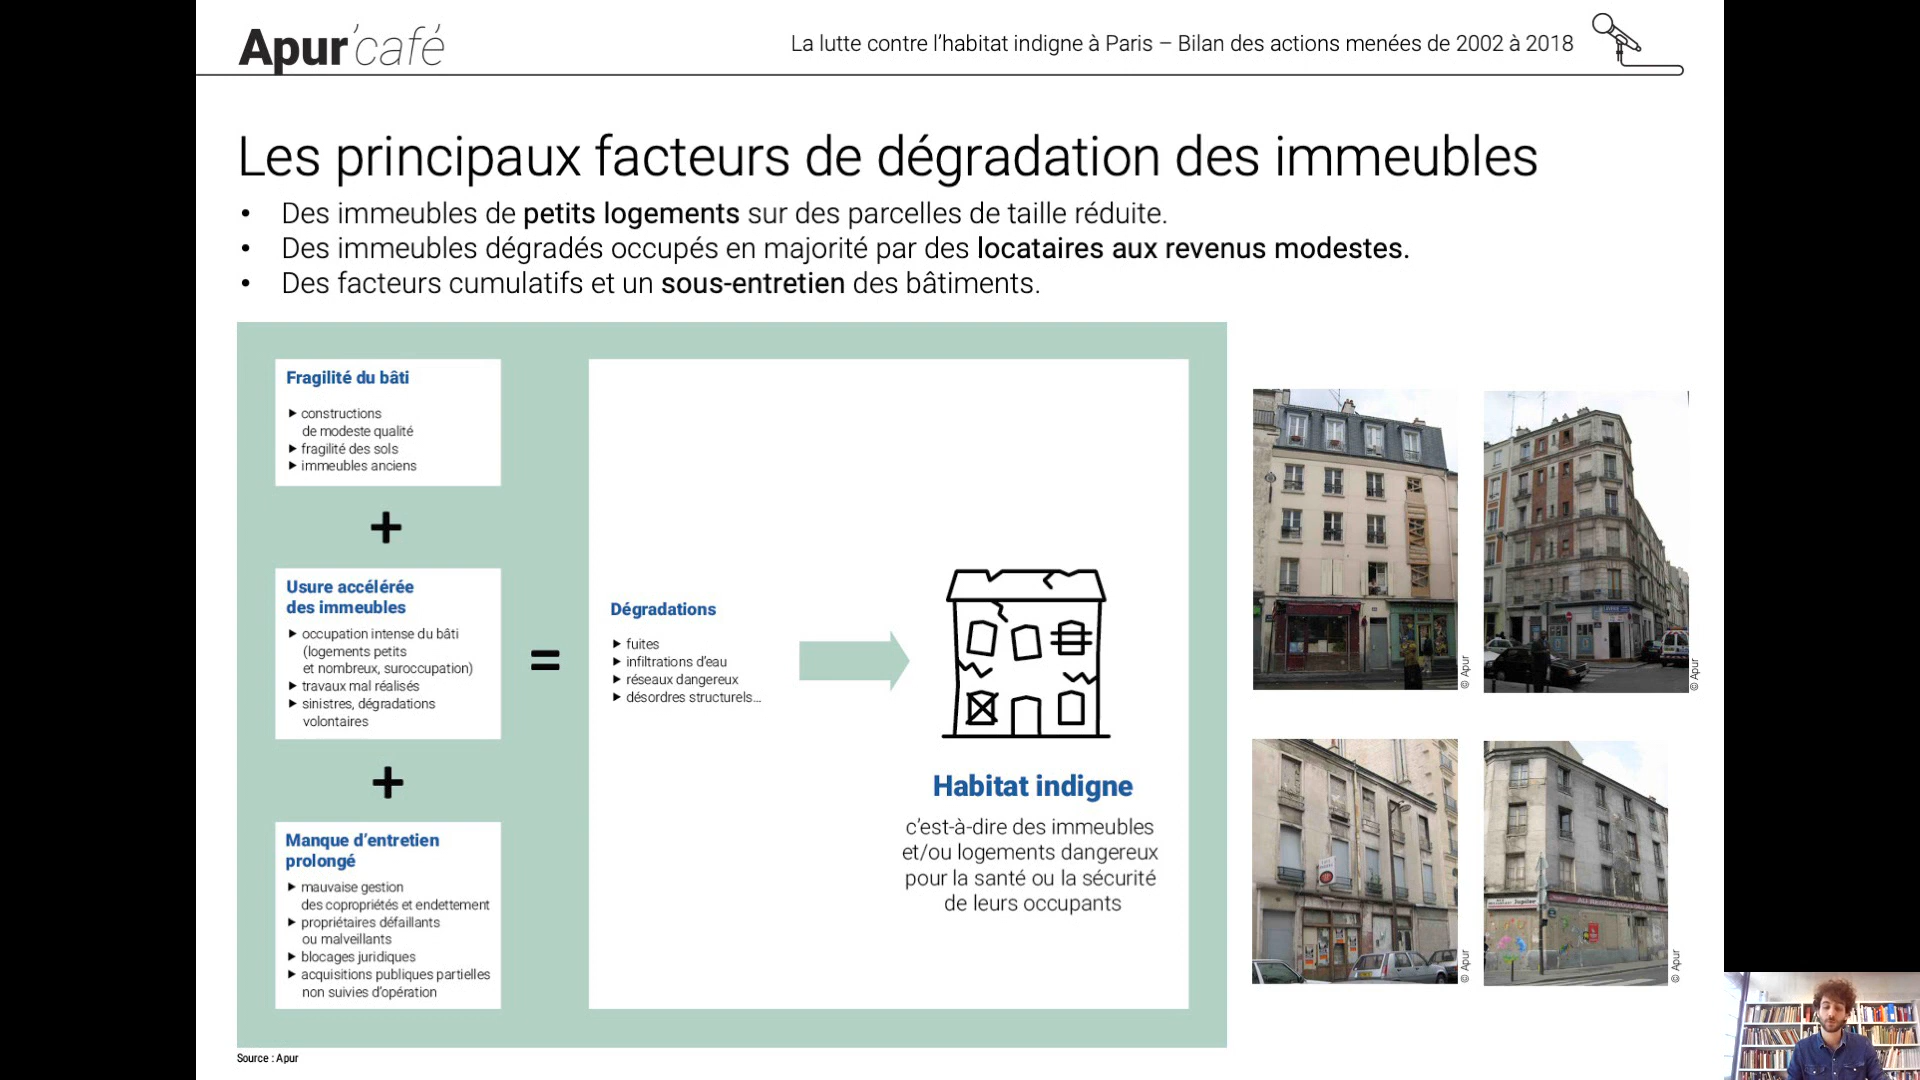 Apur'café
La lutte contre l'habitat indigne à Paris – Bilan des actions menées de 2002 à 2018
Les principaux facteurs de dégradation des immeubles
• Des immeubles de petits logements sur des parcelles de taille réduite.
• Des immeubles dégradés occupés en majorité par des locataires aux revenus modestes.
• Des facteurs cumulatifs et un sous-entretien des bâtiments.
Fragilité du bâti
constructions
de modeste qualité
fragilité des sols
immeubles anciens
+
Usure accélérée
des immeubles
occupation intense du bâti
(logements petits
et nombreux, suroccupation)
travaux mal réalisés
sinistres, dégradations
volontaires
+
Manque d'entretien
prolongé
mauvaise gestion
des copropriétés et endettement
propriétaires défaillants
ou malveillants
blocages juridiques
acquisitions publiques partielles
non suivies d'opération
=
Dégradations
fuites
infiltrations d'eau
réseaux dangereux
désordres structurels...
Habitat indigne
c'est-à-dire des immeubles
et/ou logements dangereux
pour la santé ou la sécurité
de leurs occupants
© Apur
© Apur
© Apur
© Apur
Source : Apur